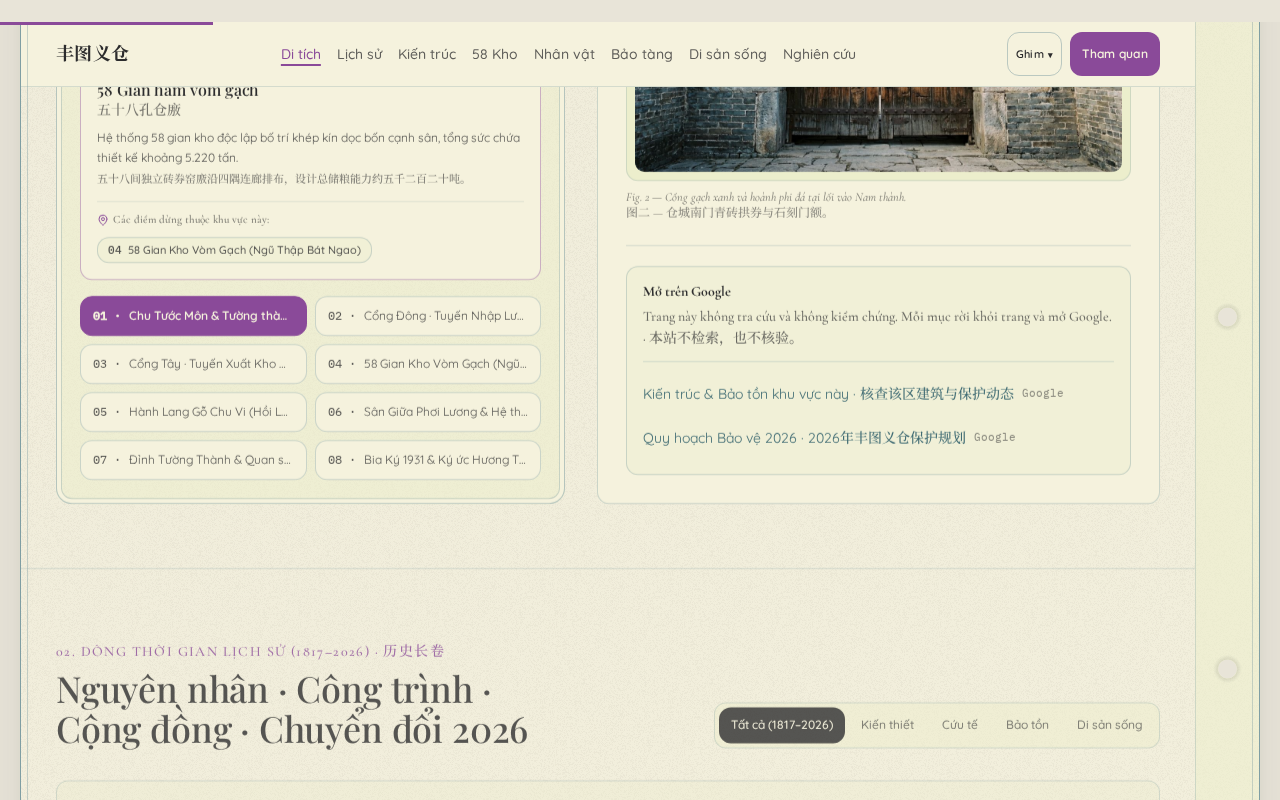 丰图义仓
Di tích
Lịch sử
Kiến trúc
58 Kho
Nhân vật
Bảo tàng
Di sản sống
Nghiên cứu
Ghim ▾
Tham quan
58 Gian hầm vòm gạch
五十八孔仓廒
Hệ thống 58 gian kho độc lập bố trí khép kín dọc bốn cạnh sân, tổng sức chứa
thiết kế khoảng 5.220 tấn.
五十八间独立砖券窑廒沿四隅连廊排布，设计总储粮能力约五千二百二十吨。
Các điểm dừng thuộc khu vực này:
04 58 Gian Kho Vòm Gạch (Ngũ Thập Bát Ngao)
01 · Chu Tước Môn & Tường thà...
02 · Cổng Đông · Tuyến Nhập Lư...
03 · Cổng Tây · Tuyến Xuất Kho ...
04 · 58 Gian Kho Vòm Gạch (Ngũ...
05 · Hành Lang Gỗ Chu Vi (Hồi L...
06 · Sân Giữa Phơi Lương & Hệ th...
07 · Đỉnh Tường Thành & Quan s...
08 · Bia Ký 1931 & Ký ức Hương T...
Fig. 2 — Cổng gạch xanh và hoành phi đá tại lối vào Nam thành.
图二 — 仓城南门青砖拱券与石刻门额。
Mở trên Google
Trang này không tra cứu và không kiểm chứng. Mỗi mục rời khỏi trang và mở Google.
· 本站不检索，也不核验。
Kiến trúc & Bảo tồn khu vực này · 核查该区建筑与保护动态 Google
Quy hoạch Bảo vệ 2026 · 2026年丰图义仓保护规划 Google
02. DÒNG THỜI GIAN LỊCH SỬ (1817–2026) · 历史长卷
Nguyên nhân · Công trình ·
Cộng đồng · Chuyển đổi 2026
Tất cả (1817–2026)
Kiến thiết
Cứu tế
Bảo tồn
Di sản sống